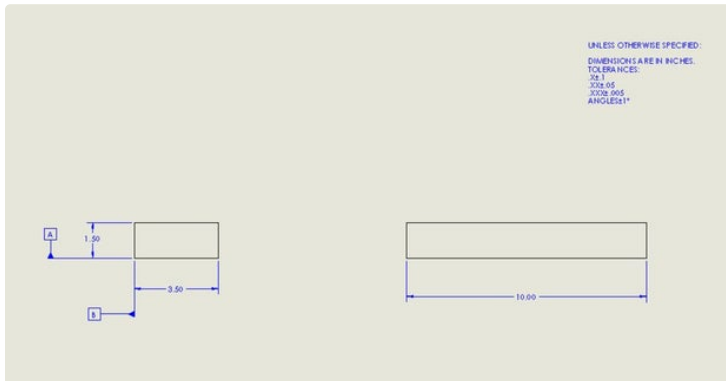 UNLESS OTHERWISE SPECIFIED:
DIMENSIONS ARE IN INCHES.
TOLERANCES:
.X±.1
.XX±.05
.XXX±.005
ANGLES±1°
A
1.50
3.50
10.00
B